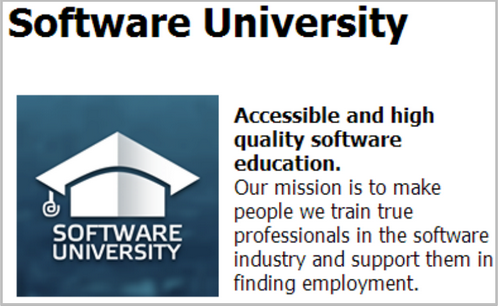 Software University
SOFTWARE
UNIVERSITY
Accessible and high
quality software
education.
Our mission is to make
people we train true
professionals in the software
industry and support them in
finding employment.